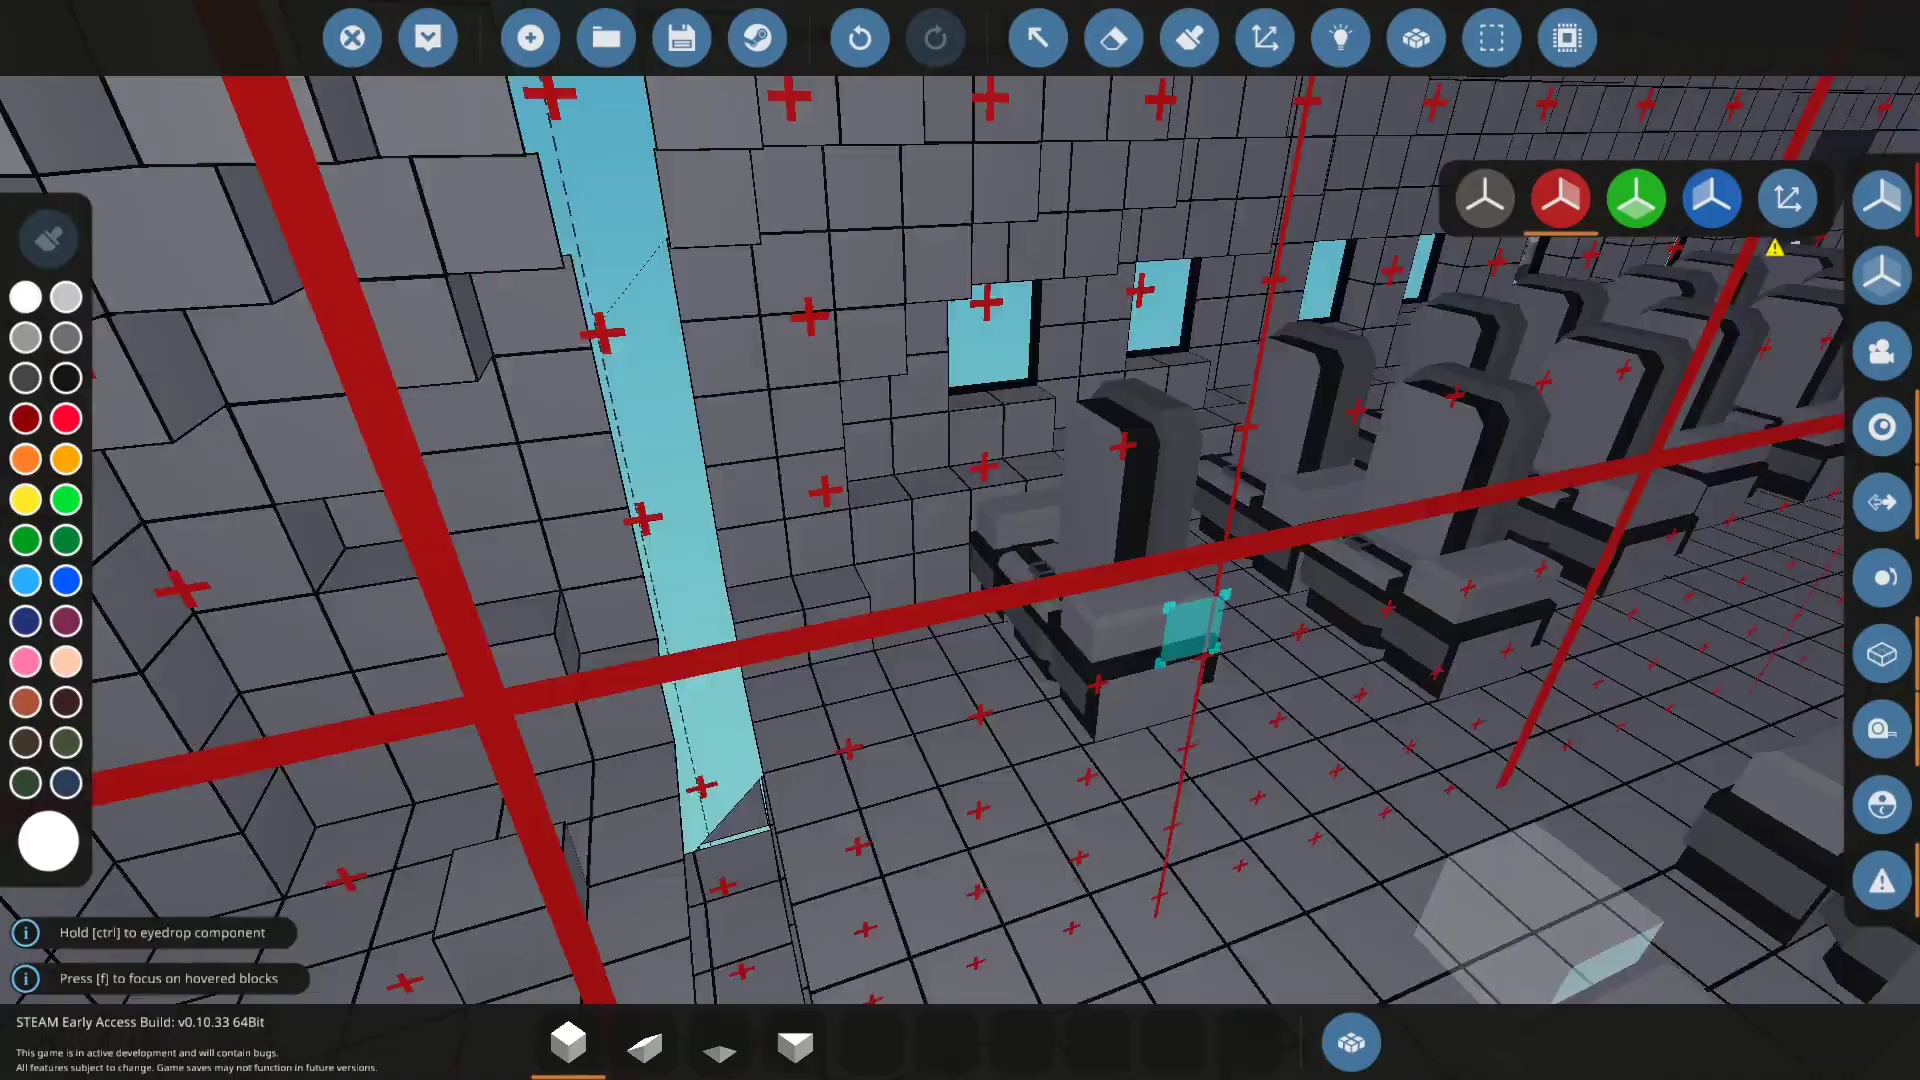 Hold [ctrl] to eyedrop component
Press [f] to focus on hovered blocks
STEAM Early Access Build: v0.10.33 64Bit
This game is in active development and will contain bugs.
All features subject to change. Game saves may not function in future versions.